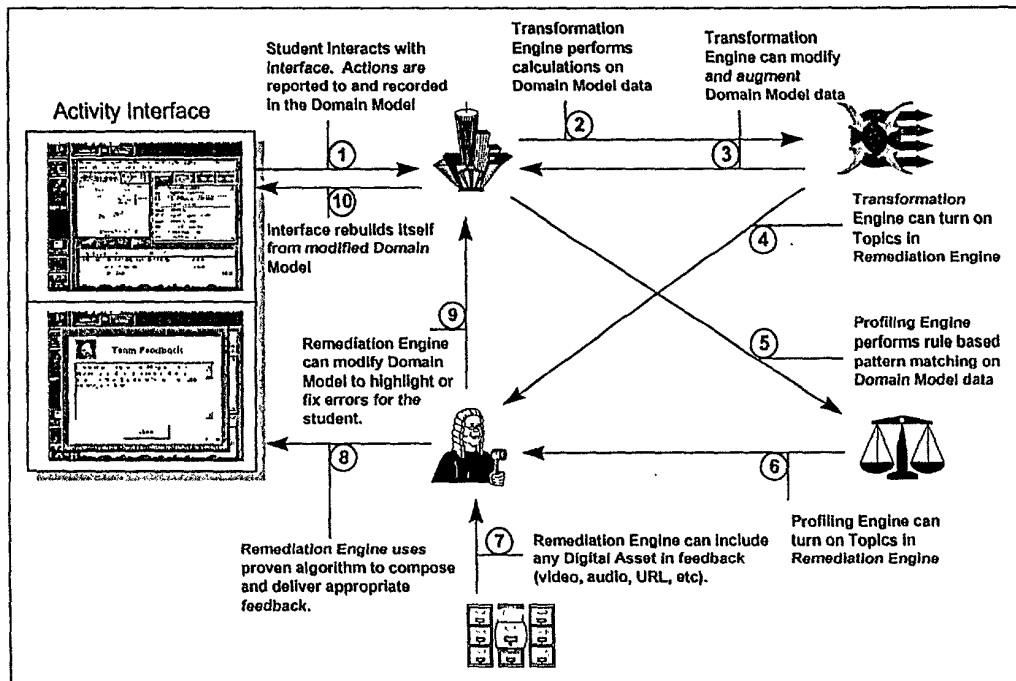 Student Interacts with
Interface. Actions are
reported to and recorded
in the Domain Model
Transformation
Engine performs
calculations on
Domain Model data
Transformation
Engine can modify
and augment
Domain Model data
Activity Interface
1
2
3
10
Interface rebuilds itself
from modified Domain
Model
4
Transformation
Engine can turn on
Topics in
Remediation Engine
9
Remediation Engine
can modify Domain
Model to highlight or
fix errors for the
student.
5
Profiling Engine
performs rule based
pattern matching on
Domain Model data
Team Feedback
8
6
Remediation Engine uses
proven algorithm to compose
and deliver appropriate
feedback.
7
Remediation Engine can include
any Digital Asset in feedback
(video, audio, URL, etc).
Profiling Engine can
turn on Topics in
Remediation Engine